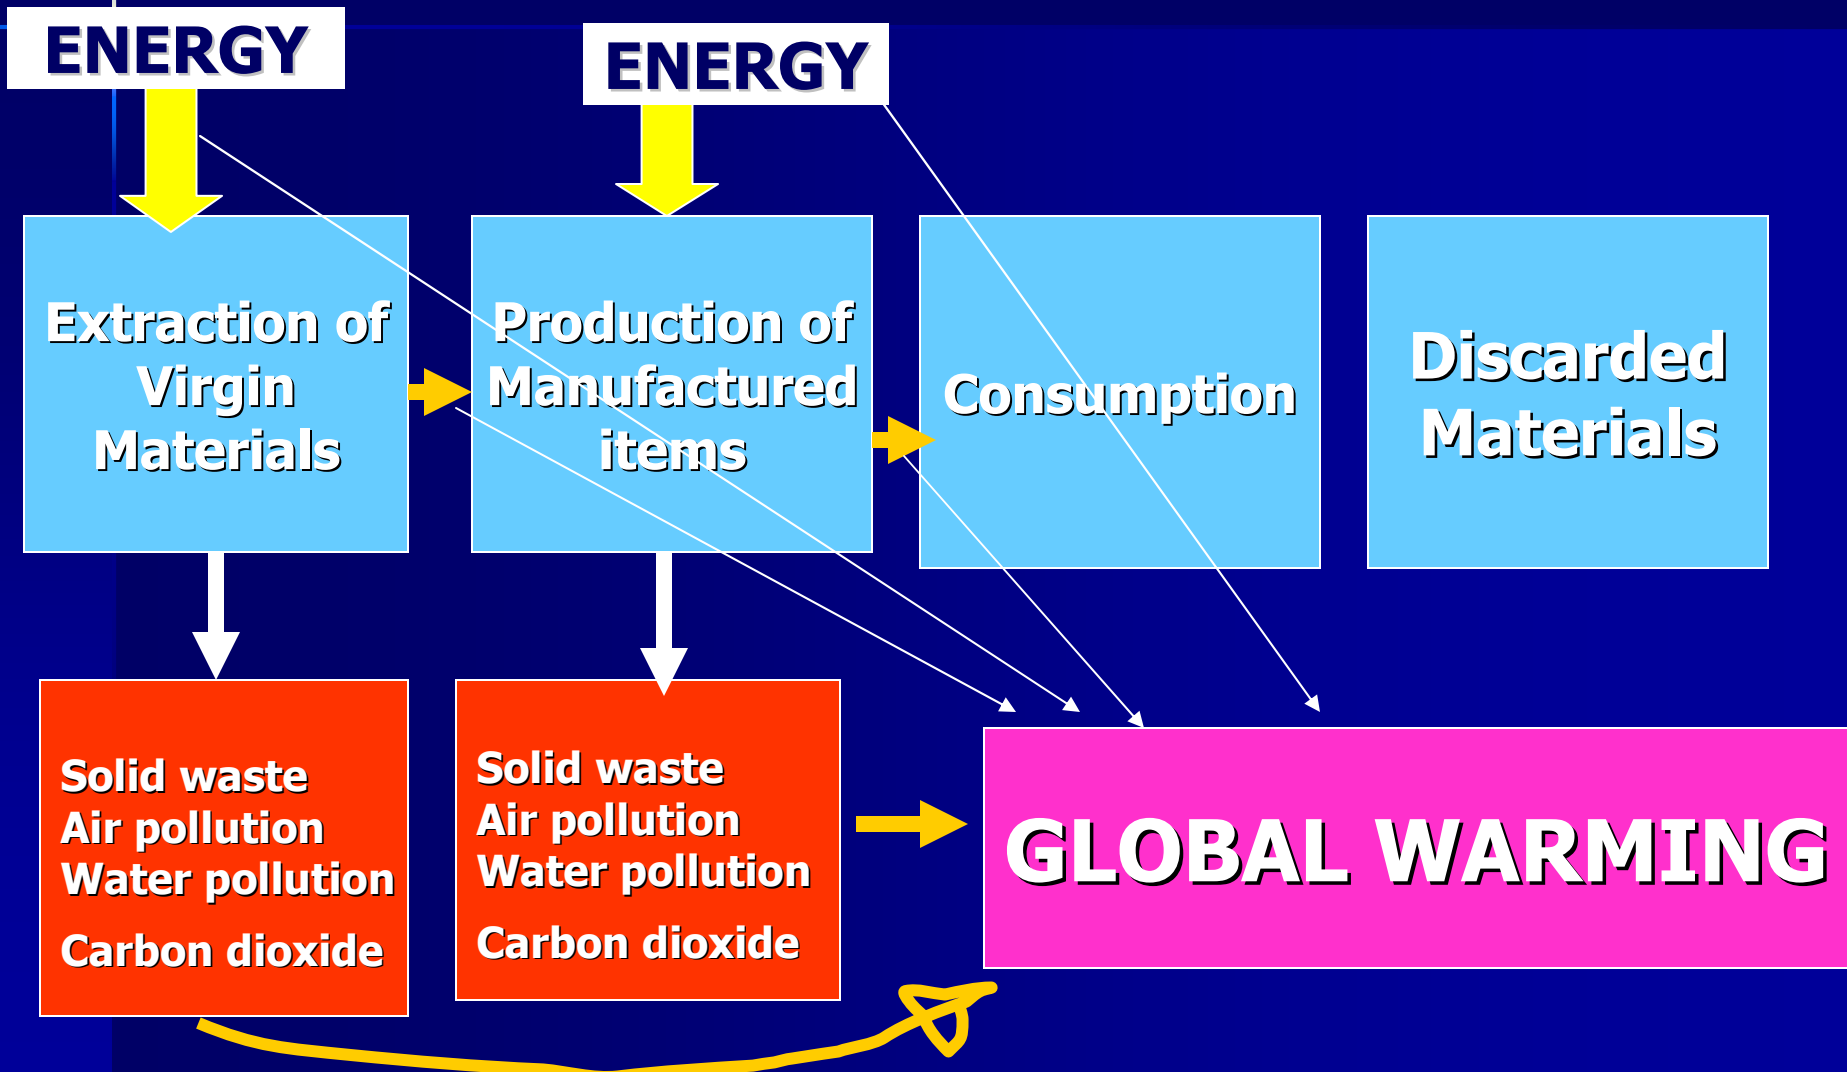 ENERGY
ENERGY
Extraction of
Virgin
Materials
Production of
Manufactured
items
Consumption
Discarded
Materials
Solid waste
Air pollution
Water pollution
Carbon dioxide
Solid waste
Air pollution
Water pollution
Carbon dioxide
GLOBAL WARMING